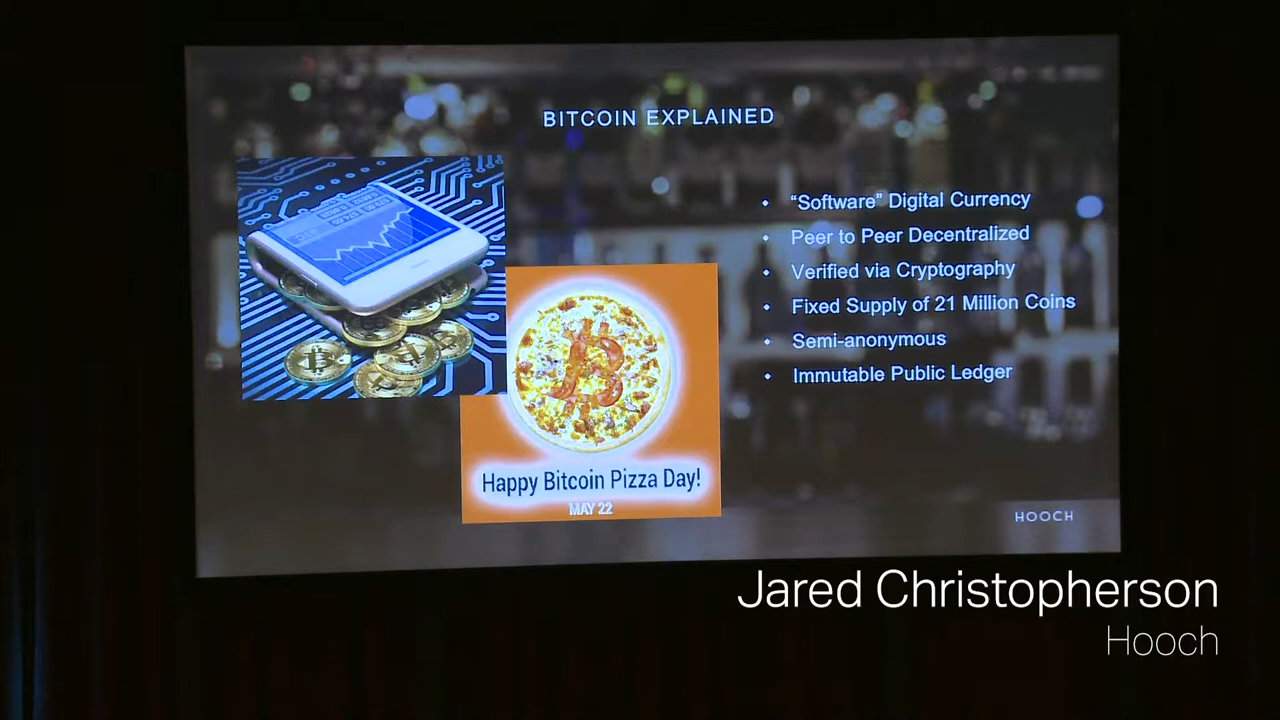 BITCOIN EXPLAINED
• “Software” Digital Currency
• Peer to Peer Decentralized
• Verified via Cryptography
• Fixed Supply of 21 Million Coins
• Semi-anonymous
• Immutable Public Ledger
Happy Bitcoin Pizza Day!
MAY 22
HOOCH
Jared Christopherson
Hooch